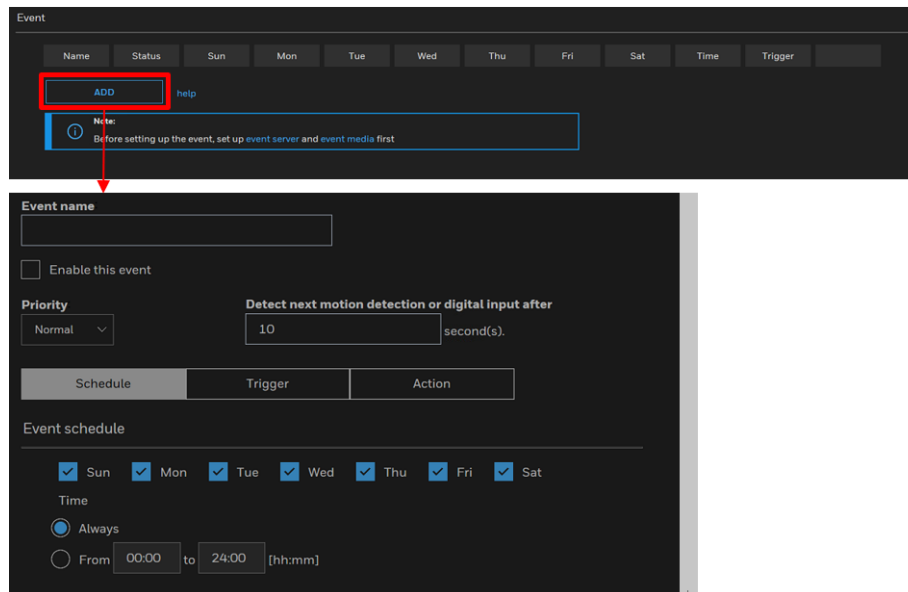 Event
Name Status Sun Mon Tue Wed Thu Fri Sat Time Trigger
ADD help
Note:
Before setting up the event, set up event server and event media first
Event name
Enable this event
Priority Detect next motion detection or digital input after
Normal 10 second(s).
Schedule Trigger Action
Event schedule
Sun Mon Tue Wed Thu Fri Sat
Time
Always
From 00:00 to 24:00 [hh:mm]